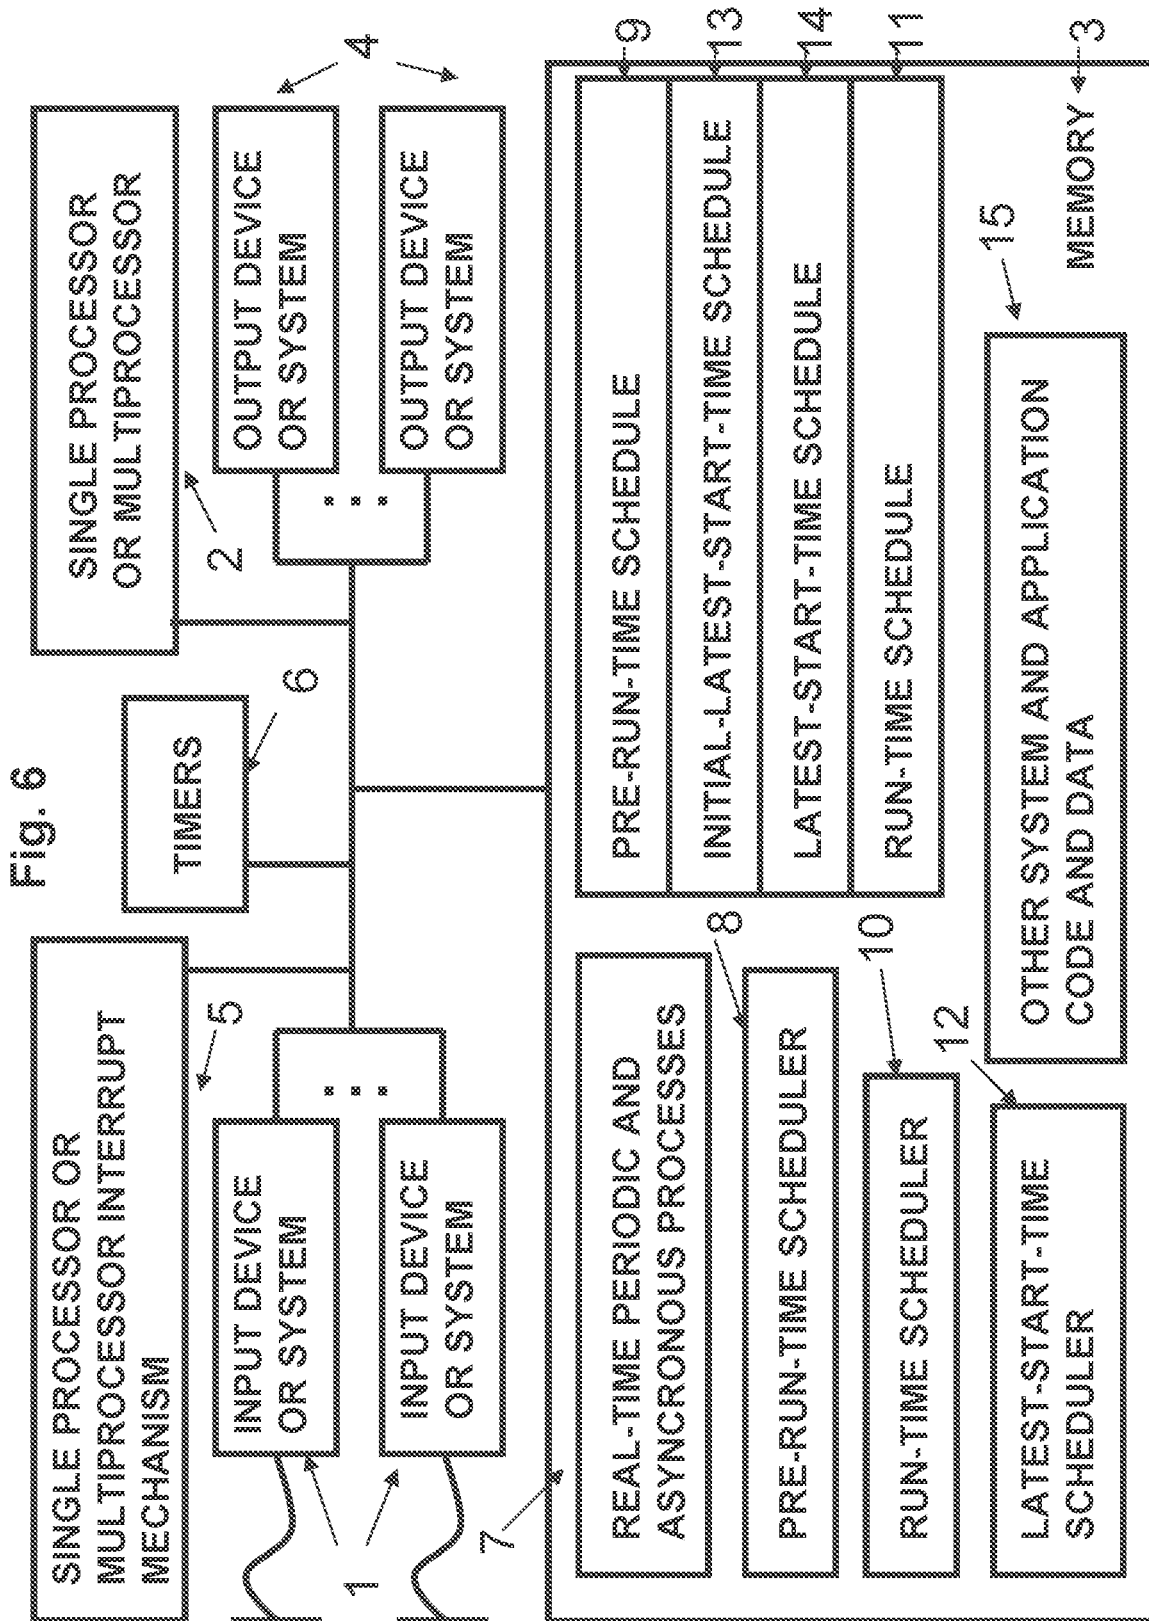 Fig. 6
SINGLE PROCESSOR OR
MULTIPROCESSOR INTERRUPT
MECHANISM
5
TIMERS
6
SINGLE PROCESSOR
OR MULTIPROCESSOR
2
INPUT DEVICE
OR SYSTEM
...
INPUT DEVICE
OR SYSTEM
1
OUTPUT DEVICE
OR SYSTEM
...
OUTPUT DEVICE
OR SYSTEM
4
7
REAL-TIME PERIODIC AND
ASYNCRONOUS PROCESSES
8
PRE-RUN-TIME SCHEDULER
10
RUN-TIME SCHEDULER
12
LATEST-START-TIME
SCHEDULER
PRE-RUN-TIME SCHEDULE
9
INITIAL-LATEST-START-TIME SCHEDULE
13
LATEST-START-TIME SCHEDULE
14
RUN-TIME SCHEDULE
11
OTHER SYSTEM AND APPLICATION
CODE AND DATA
15
MEMORY
3